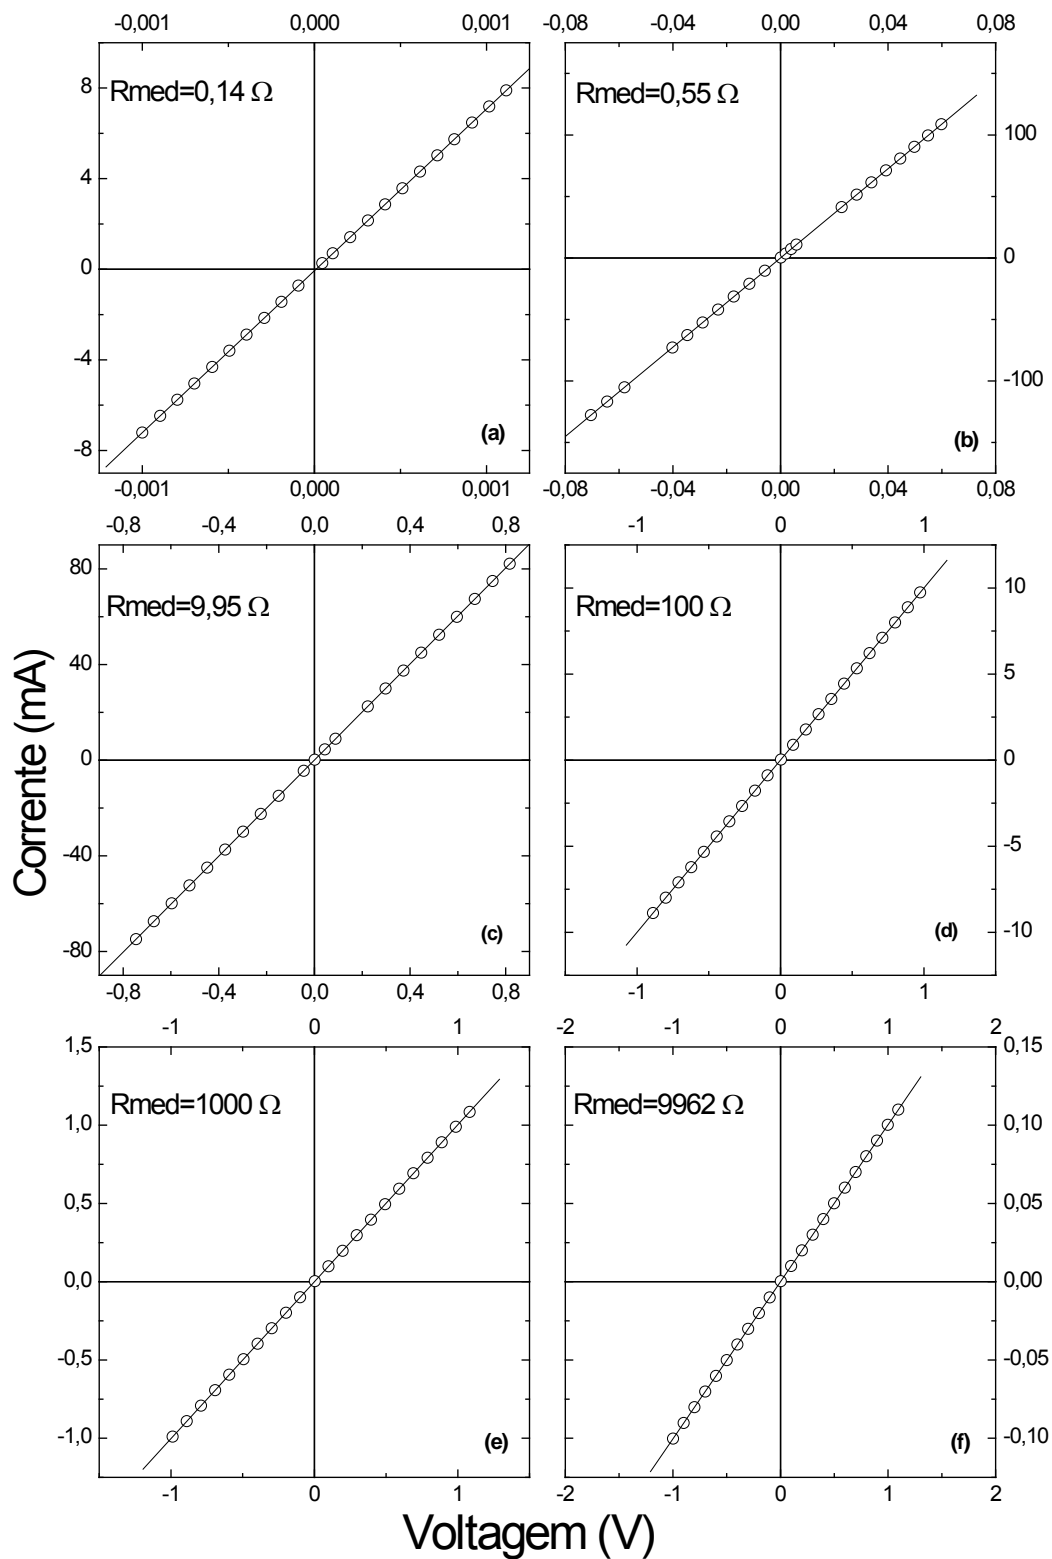 -0,001 0,000 0,001 -0,08 -0,04 0,00 0,04 0,08
8
Rmed=0,14 Ω
4
0
-4
-8
(a)
-0,001 0,000 0,001
Rmed=0,55 Ω
100
0
-100
(b)
-0,08 -0,04 0,00 0,04 0,08
-0,8 -0,4 0,0 0,4 0,8 -1 0 1
80
Rmed=9,95 Ω
40
0
-40
-80
(c)
-0,8 -0,4 0,0 0,4 0,8
Rmed=100 Ω
10
5
0
-5
-10
(d)
-1 0 1
Corrente (mA)
-1 0 1 -2 -1 0 1 2
1,5
Rmed=1000 Ω
1,0
0,5
0,0
-0,5
-1,0
(e)
-1 0 1
0,15
Rmed=9962 Ω
0,10
0,05
0,00
-0,05
-0,10
(f)
-2 -1 0 1 2
Voltagem (V)